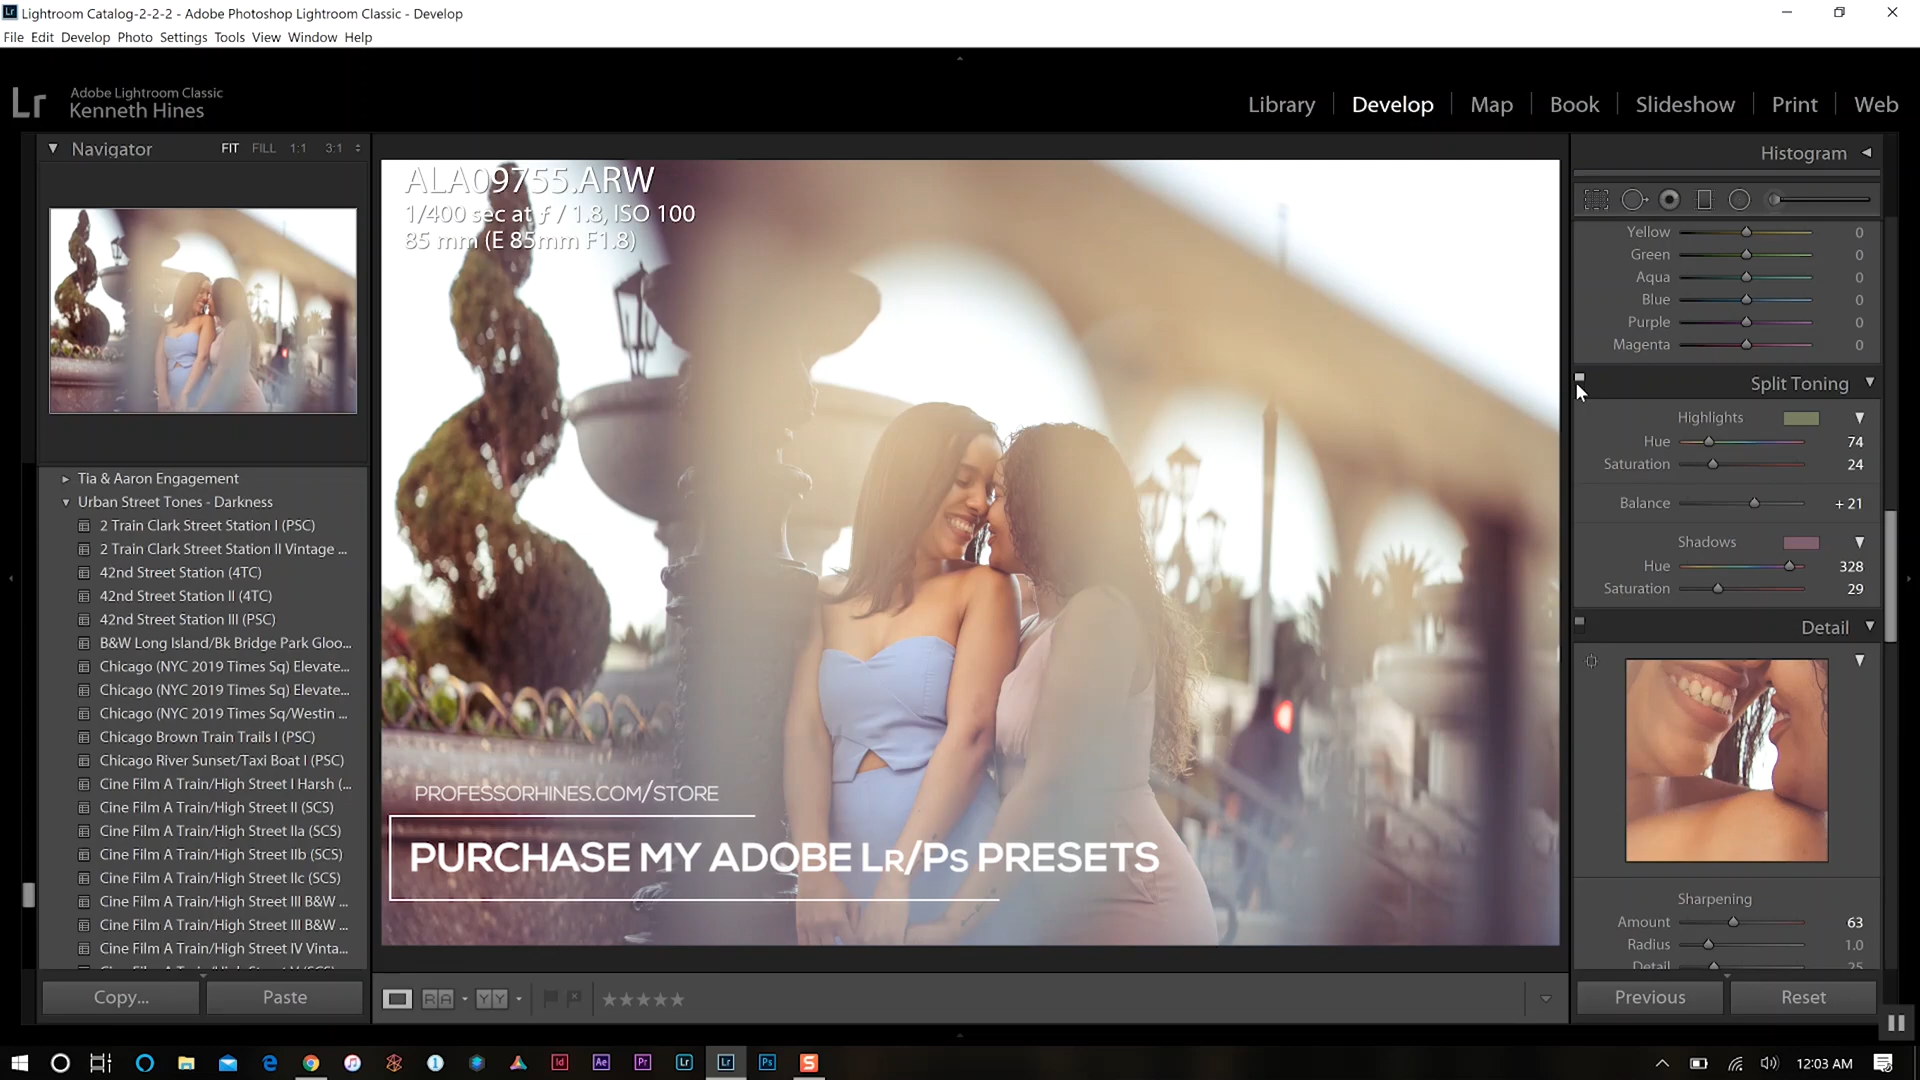 Lightroom Catalog-2-2-2 - Adobe Photoshop Lightroom Classic - Develop
File Edit Develop Photo Settings Tools View Window Help
Lr
Adobe Lightroom Classic
Kenneth Hines
Library Develop Map Book Slideshow Print Web
Navigator FIT FILL 1:1 3:1
Tia & Aaron Engagement
Urban Street Tones - Darkness
2 Train Clark Street Station I (PSC)
2 Train Clark Street Station II Vintage ...
42nd Street Station (4TC)
42nd Street Station II (4TC)
42nd Street Station III (PSC)
B&W Long Island/Bk Bridge Park Gloo...
Chicago (NYC 2019 Times Sq) Elevate...
Chicago (NYC 2019 Times Sq) Elevate...
Chicago (NYC 2019 Times Sq/Westin ...
Chicago Brown Train Trails I (PSC)
Chicago River Sunset/Taxi Boat I (PSC)
Cine Film A Train/High Street I Harsh (...
Cine Film A Train/High Street II (SCS)
Cine Film A Train/High Street IIa (SCS)
Cine Film A Train/High Street IIb (SCS)
Cine Film A Train/High Street IIc (SCS)
Cine Film A Train/High Street III B&W ...
Cine Film A Train/High Street III B&W ...
Cine Film A Train/High Street IV Vinta...
Copy... Paste
ALA09755.ARW
1/400 sec at ƒ / 1.8, ISO 100
85 mm (E 85mm F1.8)
PROFESSORHINES.COM/STORE
PURCHASE MY ADOBE LR/PS PRESETS
Histogram
Yellow 0
Green 0
Aqua 0
Blue 0
Purple 0
Magenta 0
Split Toning
Highlights
Hue 74
Saturation 24
Balance + 21
Shadows
Hue 328
Saturation 29
Detail
Sharpening
Amount 63
Radius 1.0
Detail 25
Previous Reset
RA YY
Id Ae Pr Lr Lr Ps S
12:03 AM